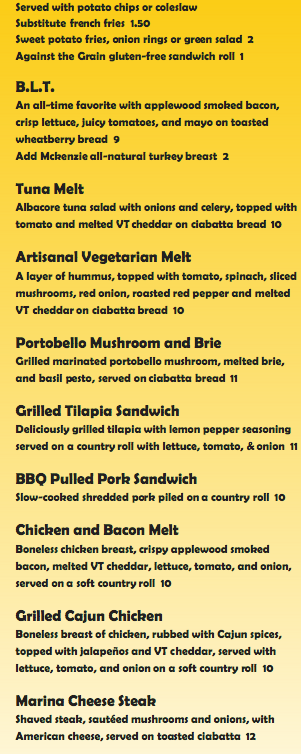 Served with potato chips or coleslaw
Substitute french fries 1.50
Sweet potato fries, onion rings or green salad 2
Against the Grain gluten-free sandwich roll 1
B.L.T.
An all-time favorite with applewood smoked bacon,
crisp lettuce, juicy tomatoes, and mayo on toasted
wheatberry bread 9
Add Mckenzie all-natural turkey breast 2
Tuna Melt
Albacore tuna salad with onions and celery, topped with
tomato and melted VT cheddar on ciabatta bread 10
Artisanal Vegetarian Melt
A layer of hummus, topped with tomato, spinach, sliced
mushrooms, red onion, roasted red pepper and melted
VT cheddar on ciabatta bread 10
Portobello Mushroom and Brie
Grilled marinated portobello mushroom, melted brie,
and basil pesto, served on ciabatta bread 11
Grilled Tilapia Sandwich
Deliciously grilled tilapia with lemon pepper seasoning
served on a country roll with lettuce, tomato, & onion 11
BBQ Pulled Pork Sandwich
Slow-cooked shredded pork piled on a country roll 10
Chicken and Bacon Melt
Boneless chicken breast, crispy applewood smoked
bacon, melted VT cheddar, lettuce, tomato, and onion,
served on a soft country roll 10
Grilled Cajun Chicken
Boneless breast of chicken, rubbed with Cajun spices,
topped with jalapeños and VT cheddar, served with
lettuce, tomato, and onion on a soft country roll 10
Marina Cheese Steak
Shaved steak, sautéed mushrooms and onions, with
American cheese, served on toasted ciabatta 12